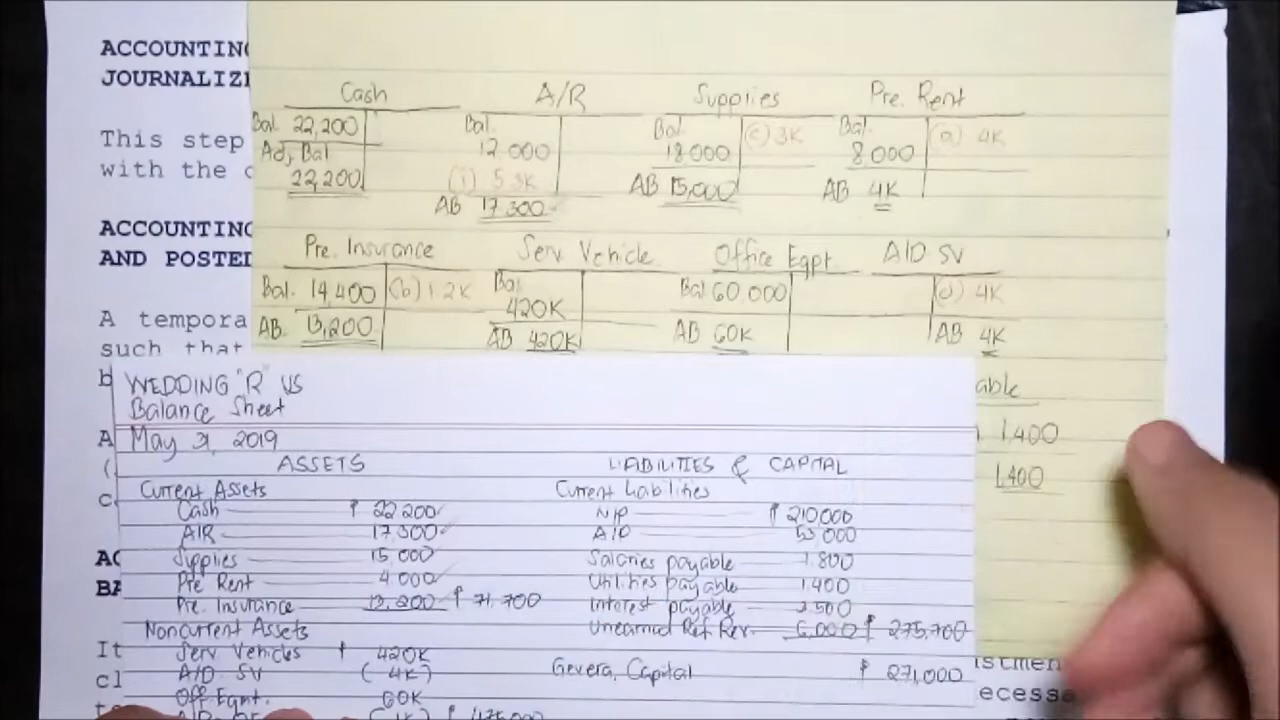 ACCOUNTING
JOURNALIZI
This step
with the c
ACCOUNTING
AND POSTED
A tempora
such that
Cash A/R Supplies Pre. Rent
Bal. 22,200 Bal. 12,000 Bal. 18,000 (c) 3K Bal. 8,000 (a) 4K
Adj. Bal 22,200 (i) 5.3K AB 15,000 AB 4K
AB 17,300
Pre. Insurance Serv Vehicle Office Eqpt. A/D SV
Bal. 14,400 (b) 1.2K Bal. 420K Bal 60,000 (d) 4K
AB. 13,200 AB 420K AB 60K AB 4K
able
1,400
1,400
WEDDING "R" US
Balance Sheet
May 31, 2019
ASSETS LIABILITIES & CAPITAL
Current Assets Current Liabilities
Cash ₱ 22,200 N/P ₱ 210,000
A/R 17,300 A/P
Supplies 15,000 Salaries payable 1,800
Pre Rent 4,000 Utilities payable 1,400
Pre. Insurance 13,200 ₱ 71,700 Interest payable
Noncurrent Assets Unearned Ref Rev. 6,000 ₱ 275,700
Serv Vehicles ₱ 420K
A/D SV (4K) Gevera, Capital ₱ 271,000
Off Eqmt. 60K
It
cl
stmen
ecessa